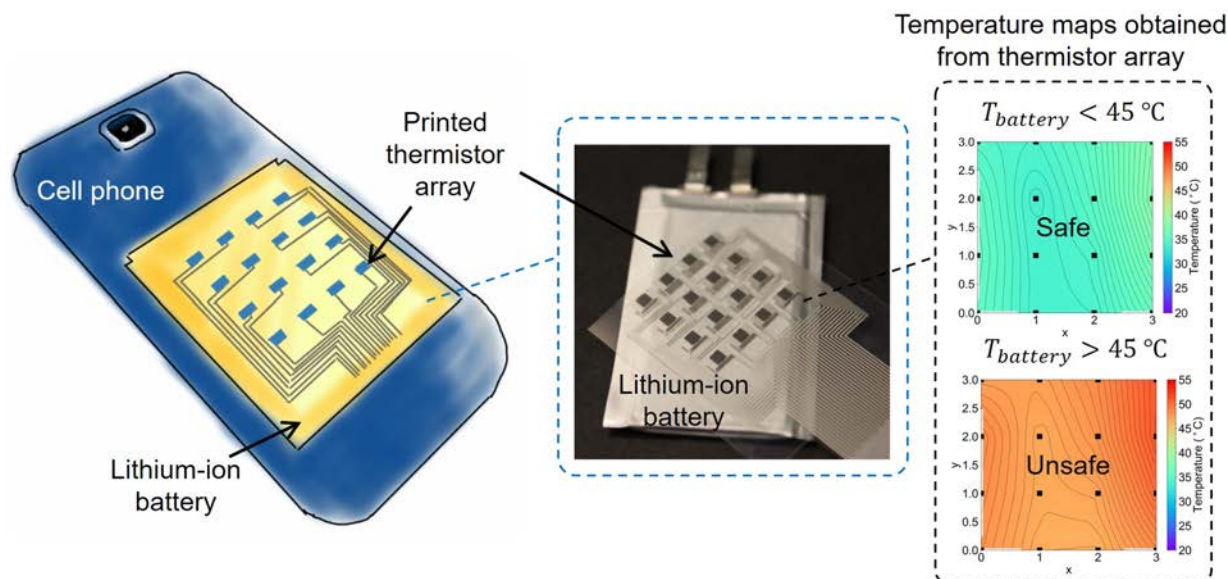 Temperature maps obtained
from thermistor array
Printed
thermistor
array
Cell phone
Lithium-ion
battery
Lithium-ion
battery
T_battery < 45 °C
3.0
2.5
2.0
1.5
1.0
0.5
0.0
y
0
1
2
3
x
Safe
55
50
45
40
35
30
25
20
Temperature (°C)
T_battery > 45 °C
3.0
2.5
2.0
1.5
1.0
0.5
0.0
y
0
1
2
3
x
Unsafe
55
50
45
40
35
30
25
20
Temperature (°C)